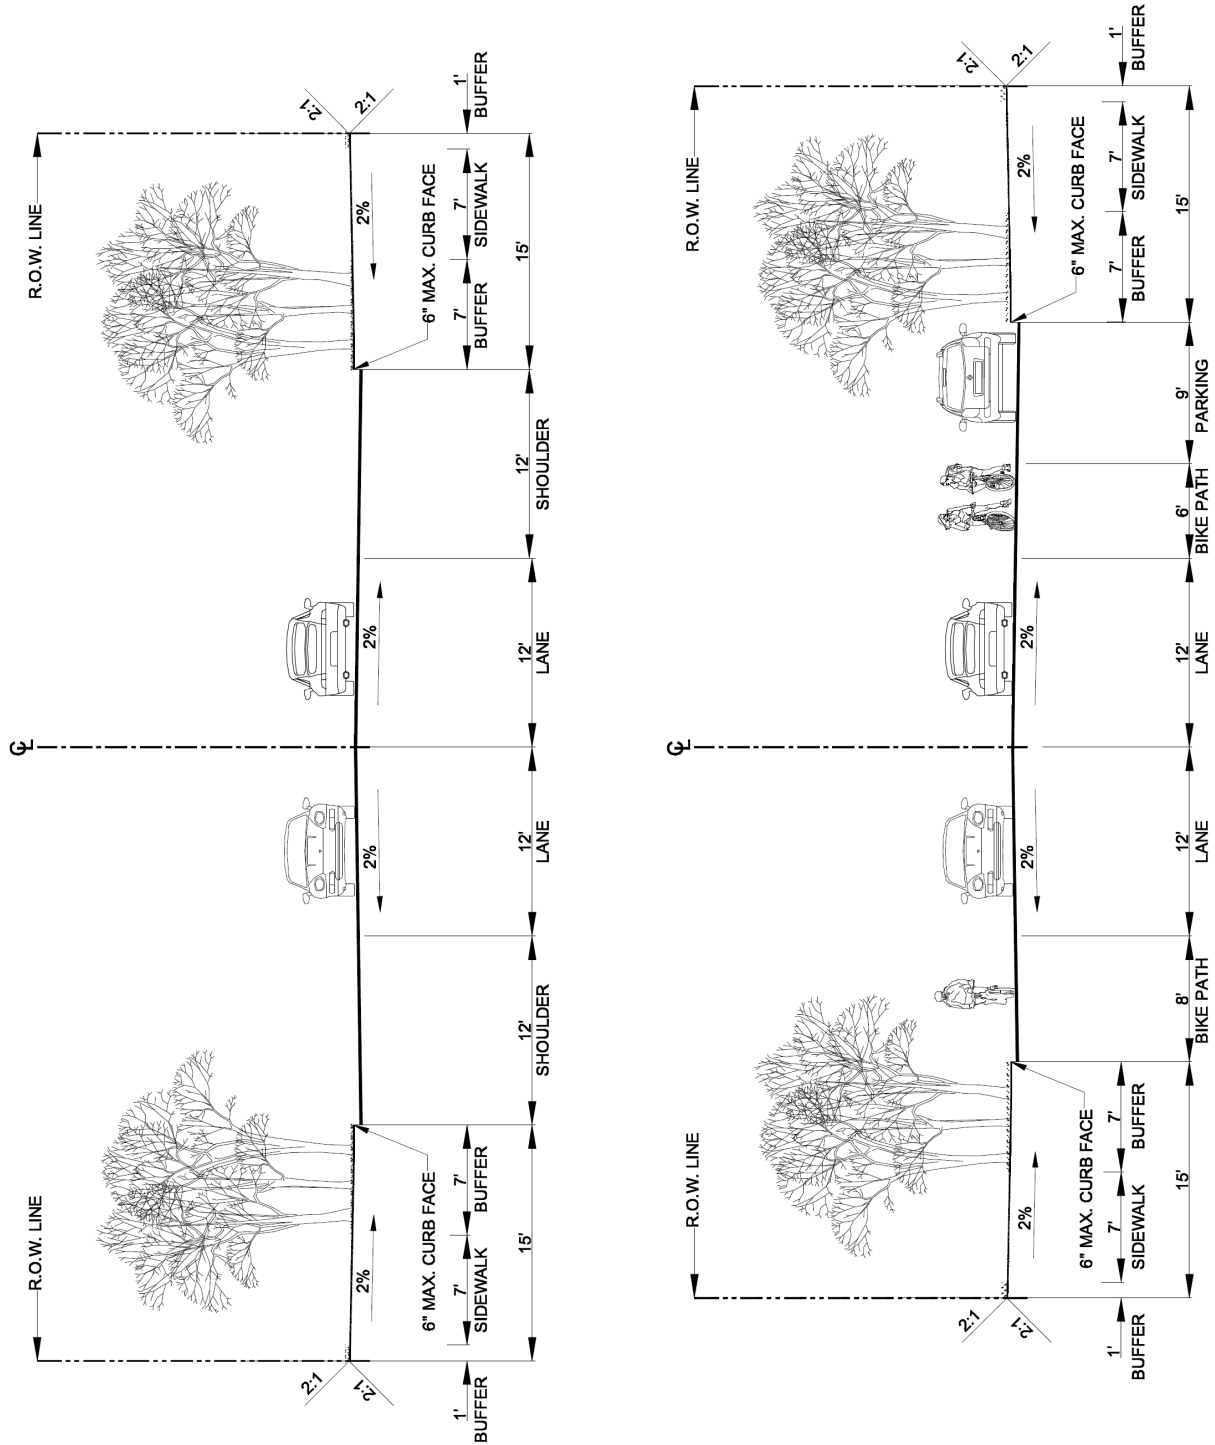 ℄
R.O.W. LINE R.O.W. LINE
2:1 2:1
2:1 2:1
2% 2% 2% 2%
6" MAX. CURB FACE 6" MAX. CURB FACE
1' 7' 7' 7' 7' 1'
BUFFER SIDEWALK BUFFER BUFFER SIDEWALK BUFFER
15' 12' 12' 12' 12' 15'
SHOULDER LANE LANE SHOULDER
℄
R.O.W. LINE R.O.W. LINE
2:1 2:1
2:1 2:1
2% 2% 2% 2%
6" MAX. CURB FACE 6" MAX. CURB FACE
1' 7' 7' 7' 7' 1'
BUFFER SIDEWALK BUFFER BUFFER SIDEWALK BUFFER
15' 8' 12' 12' 6' 9' 15'
BIKE PATH LANE LANE BIKE PATH PARKING